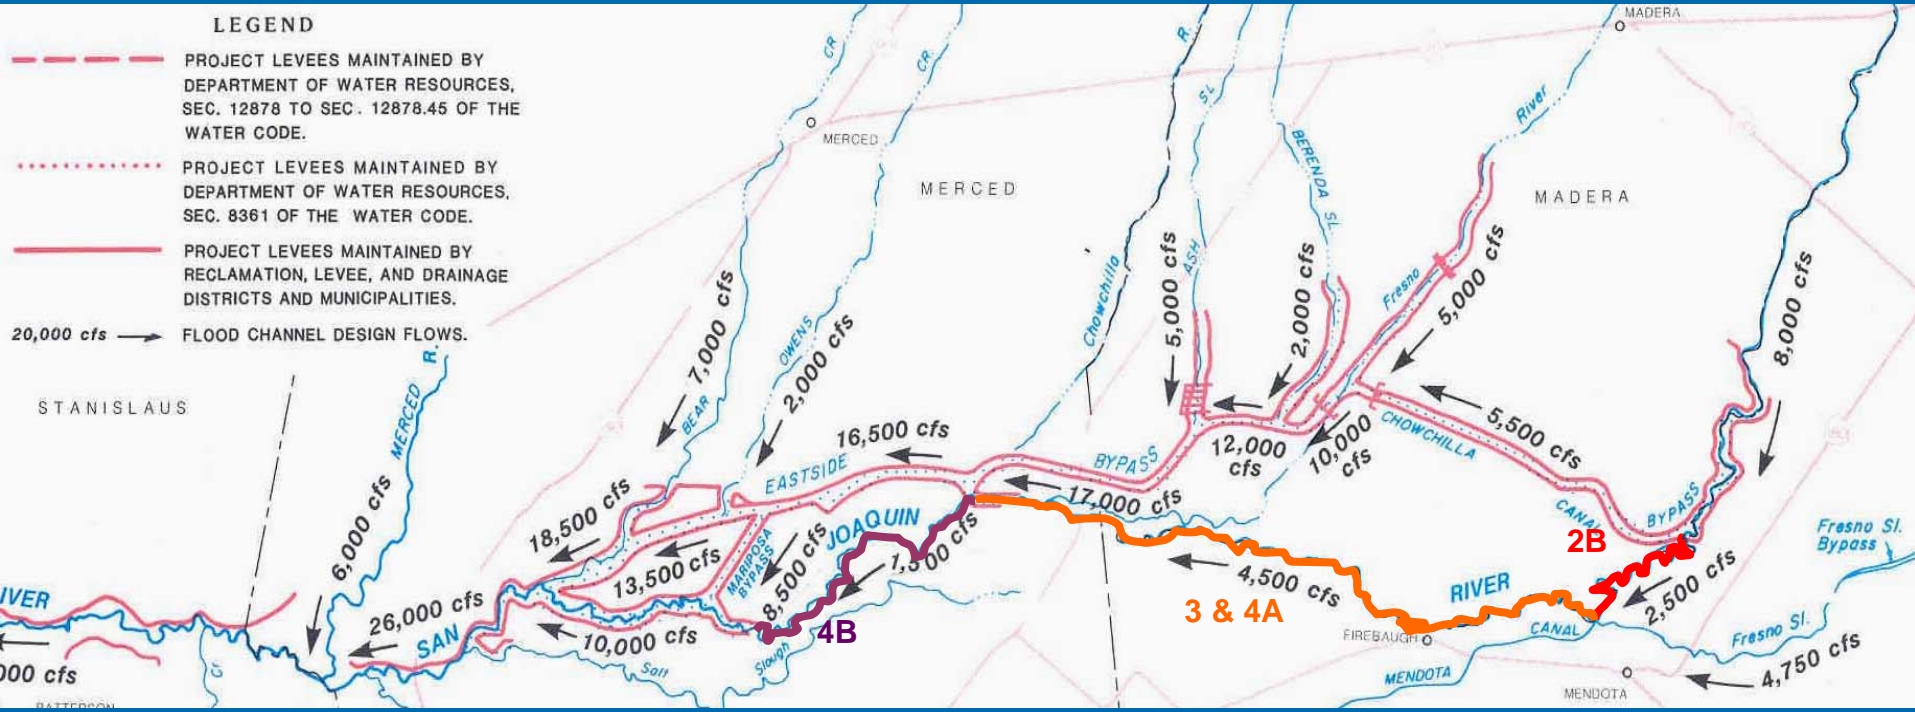 LEGEND
PROJECT LEVEES MAINTAINED BY
DEPARTMENT OF WATER RESOURCES,
SEC. 12878 TO SEC. 12878.45 OF THE
WATER CODE.
PROJECT LEVEES MAINTAINED BY
DEPARTMENT OF WATER RESOURCES,
SEC. 8361 OF THE WATER CODE.
PROJECT LEVEES MAINTAINED BY
RECLAMATION, LEVEE, AND DRAINAGE
DISTRICTS AND MUNICIPALITIES.
20,000 cfs
FLOOD CHANNEL DESIGN FLOWS.
STANISLAUS
MERCED R.
6,000 cfs
26,000 cfs
IVER
000 cfs
CR
SAN
CR
MERCED
7,000 cfs
BEAR
CR.
OWENS
2,000 cfs
MERCED
18,500 cfs
EASTSIDE
16,500 cfs
13,500 cfs
MARIPOSA
BYPASS
8,500 cfs
10,000 cfs
Salt
Slough
JOAQUIN
4B
R.
Chowchilla
5,000 cfs
ASH
SL
BYPASS
17,000 cfs
BERENDA SL.
2,000 cfs
12,000
cfs
10,000
cfs
Fresno
River
5,000 cfs
MADERA
MADERA
8,000 cfs
CHOWCHILLA
CANAL
BYPASS
5,500 cfs
4,500 cfs
3 & 4A
RIVER
2B
2,500 cfs
FIREBAUGH
CANAL
MENDOTA
MENDOTA
Fresno Sl.
Bypass
Fresno Sl.
4,750 cfs